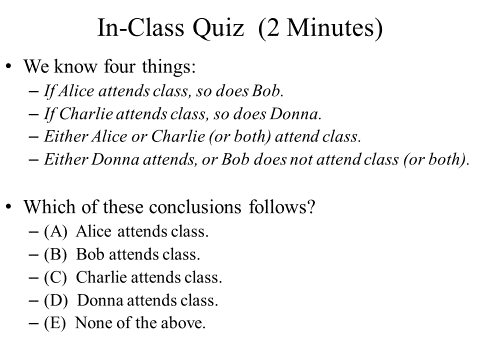 In-Class Quiz (2 Minutes)
• We know four things:
– If Alice attends class, so does Bob.
– If Charlie attends class, so does Donna.
– Either Alice or Charlie (or both) attend class.
– Either Donna attends, or Bob does not attend class (or both).
• Which of these conclusions follows?
– (A) Alice attends class.
– (B) Bob attends class.
– (C) Charlie attends class.
– (D) Donna attends class.
– (E) None of the above.